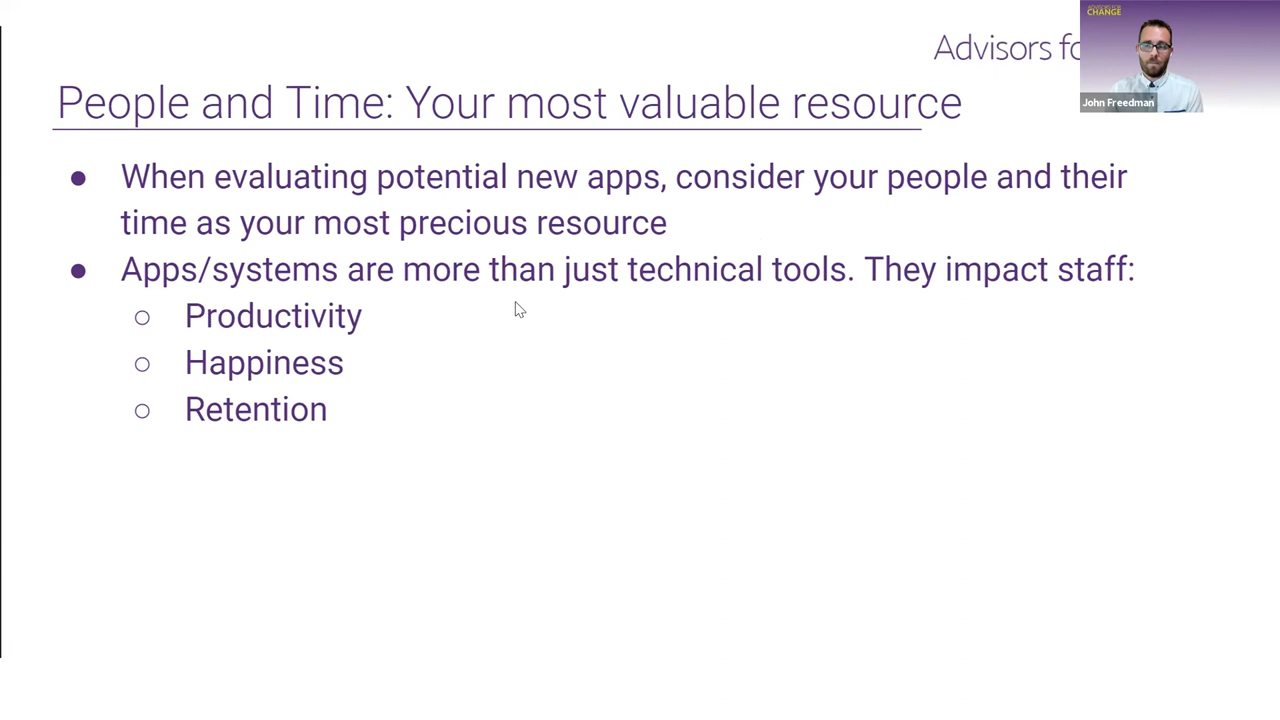 Advisors fo
ADVISORS FOR
CHANGE
John Freedman
People and Time: Your most valuable resource
● When evaluating potential new apps, consider your people and their
time as your most precious resource
● Apps/systems are more than just technical tools. They impact staff:
○ Productivity
○ Happiness
○ Retention